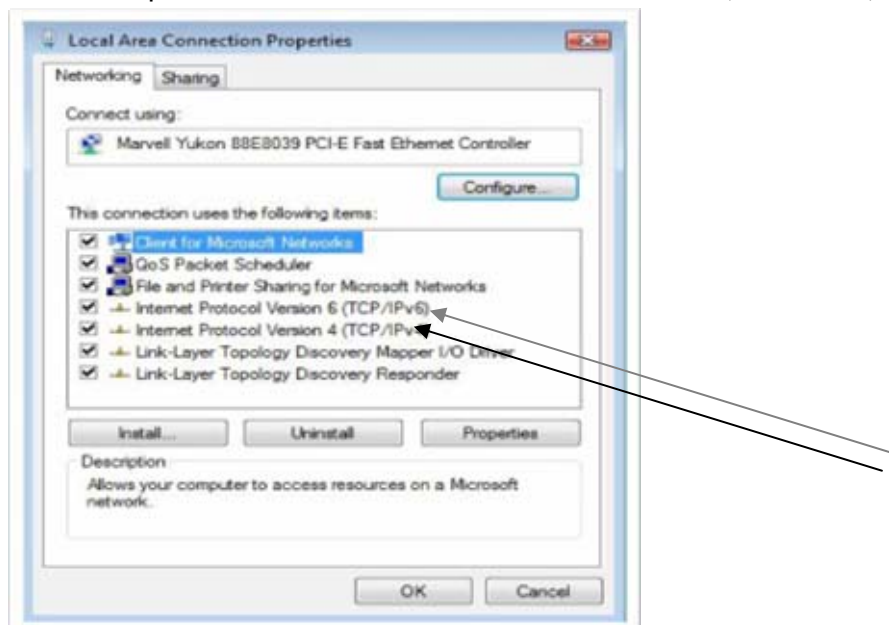 Local Area Connection Properties
Networking Sharing
Connect using:
Marvell Yukon 88E8039 PCI-E Fast Ethernet Controller
Configure...
This connection uses the following items:
Client for Microsoft Networks
QoS Packet Scheduler
File and Printer Sharing for Microsoft Networks
Internet Protocol Version 6 (TCP/IPv6)
Internet Protocol Version 4 (TCP/IPv
Link-Layer Topology Discovery Mapper I/O Driver
Link-Layer Topology Discovery Responder
Install... Uninstall Properties
Description
Allows your computer to access resources on a Microsoft
network.
OK Cancel